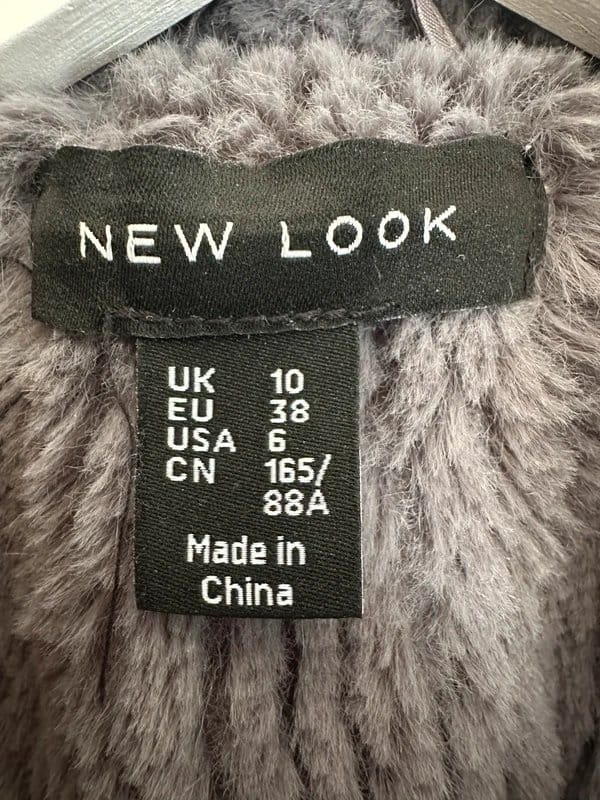 NEW LOOK
UK 10
EU 38
USA 6
CN 165/
88A
Made in
China